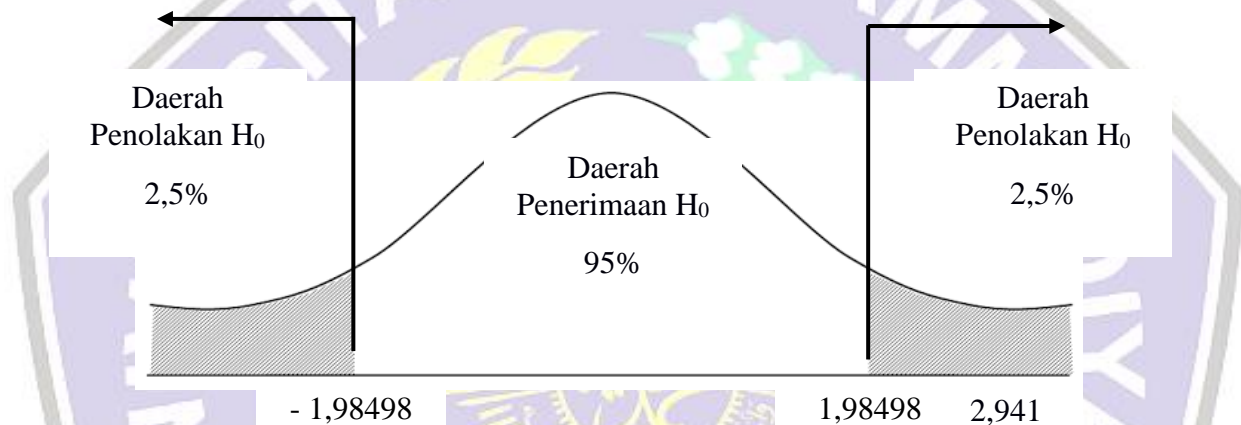 Daerah
Penolakan H₀
2,5%
Daerah
Penerimaan H₀
95%
Daerah
Penolakan H₀
2,5%
- 1,98498
1,98498
2,941